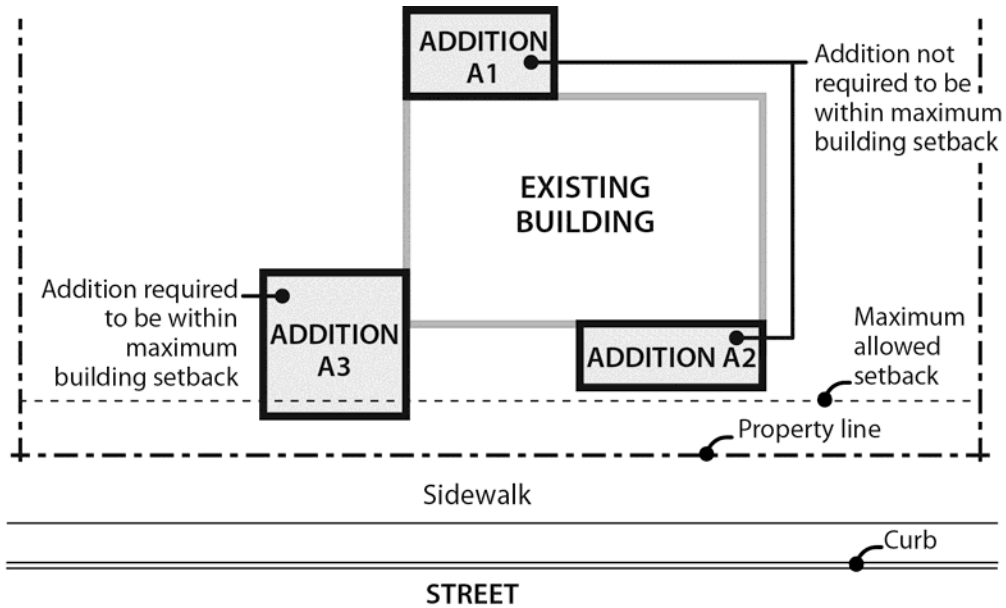 ADDITION
A1
Addition not
required to be
within maximum
building setback
EXISTING
BUILDING
Addition required
to be within
maximum
building setback
ADDITION
A3
ADDITION A2
Maximum
allowed
setback
Property line
Sidewalk
Curb
STREET